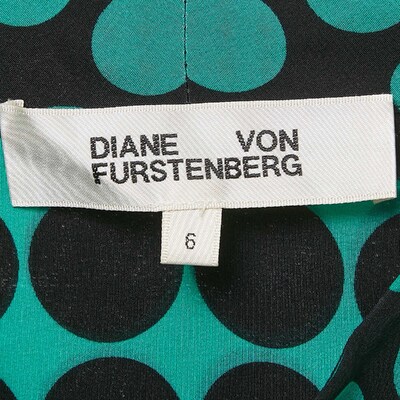 DIANE VON
FURSTENBERG
6